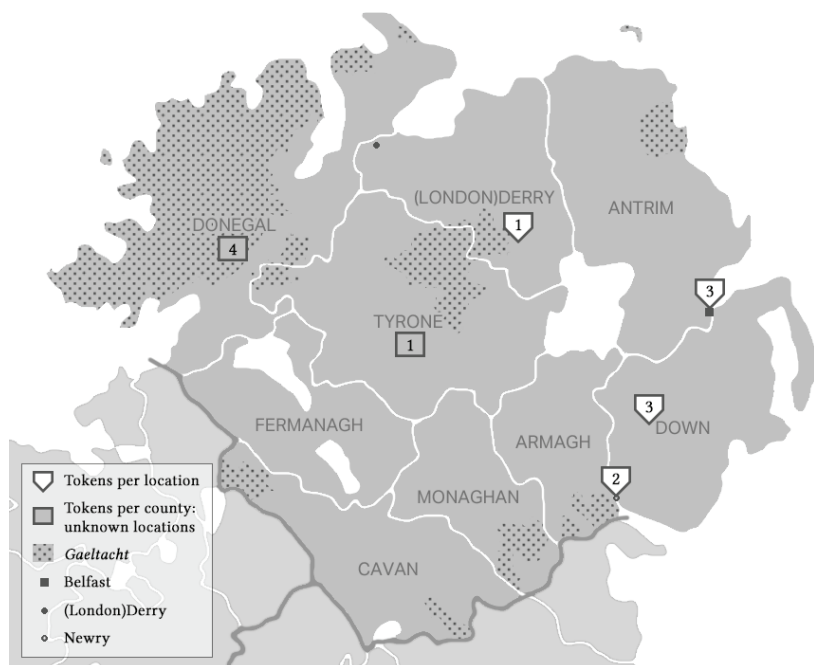 (LONDON)DERRY
1
ANTRIM
DONEGAL
4
3
TYRONE
1
3
FERMANAGH
DOWN
ARMAGH
2
MONAGHAN
CAVAN
Tokens per location
Tokens per county:
unknown locations
Gaeltacht
Belfast
(London)Derry
Newry